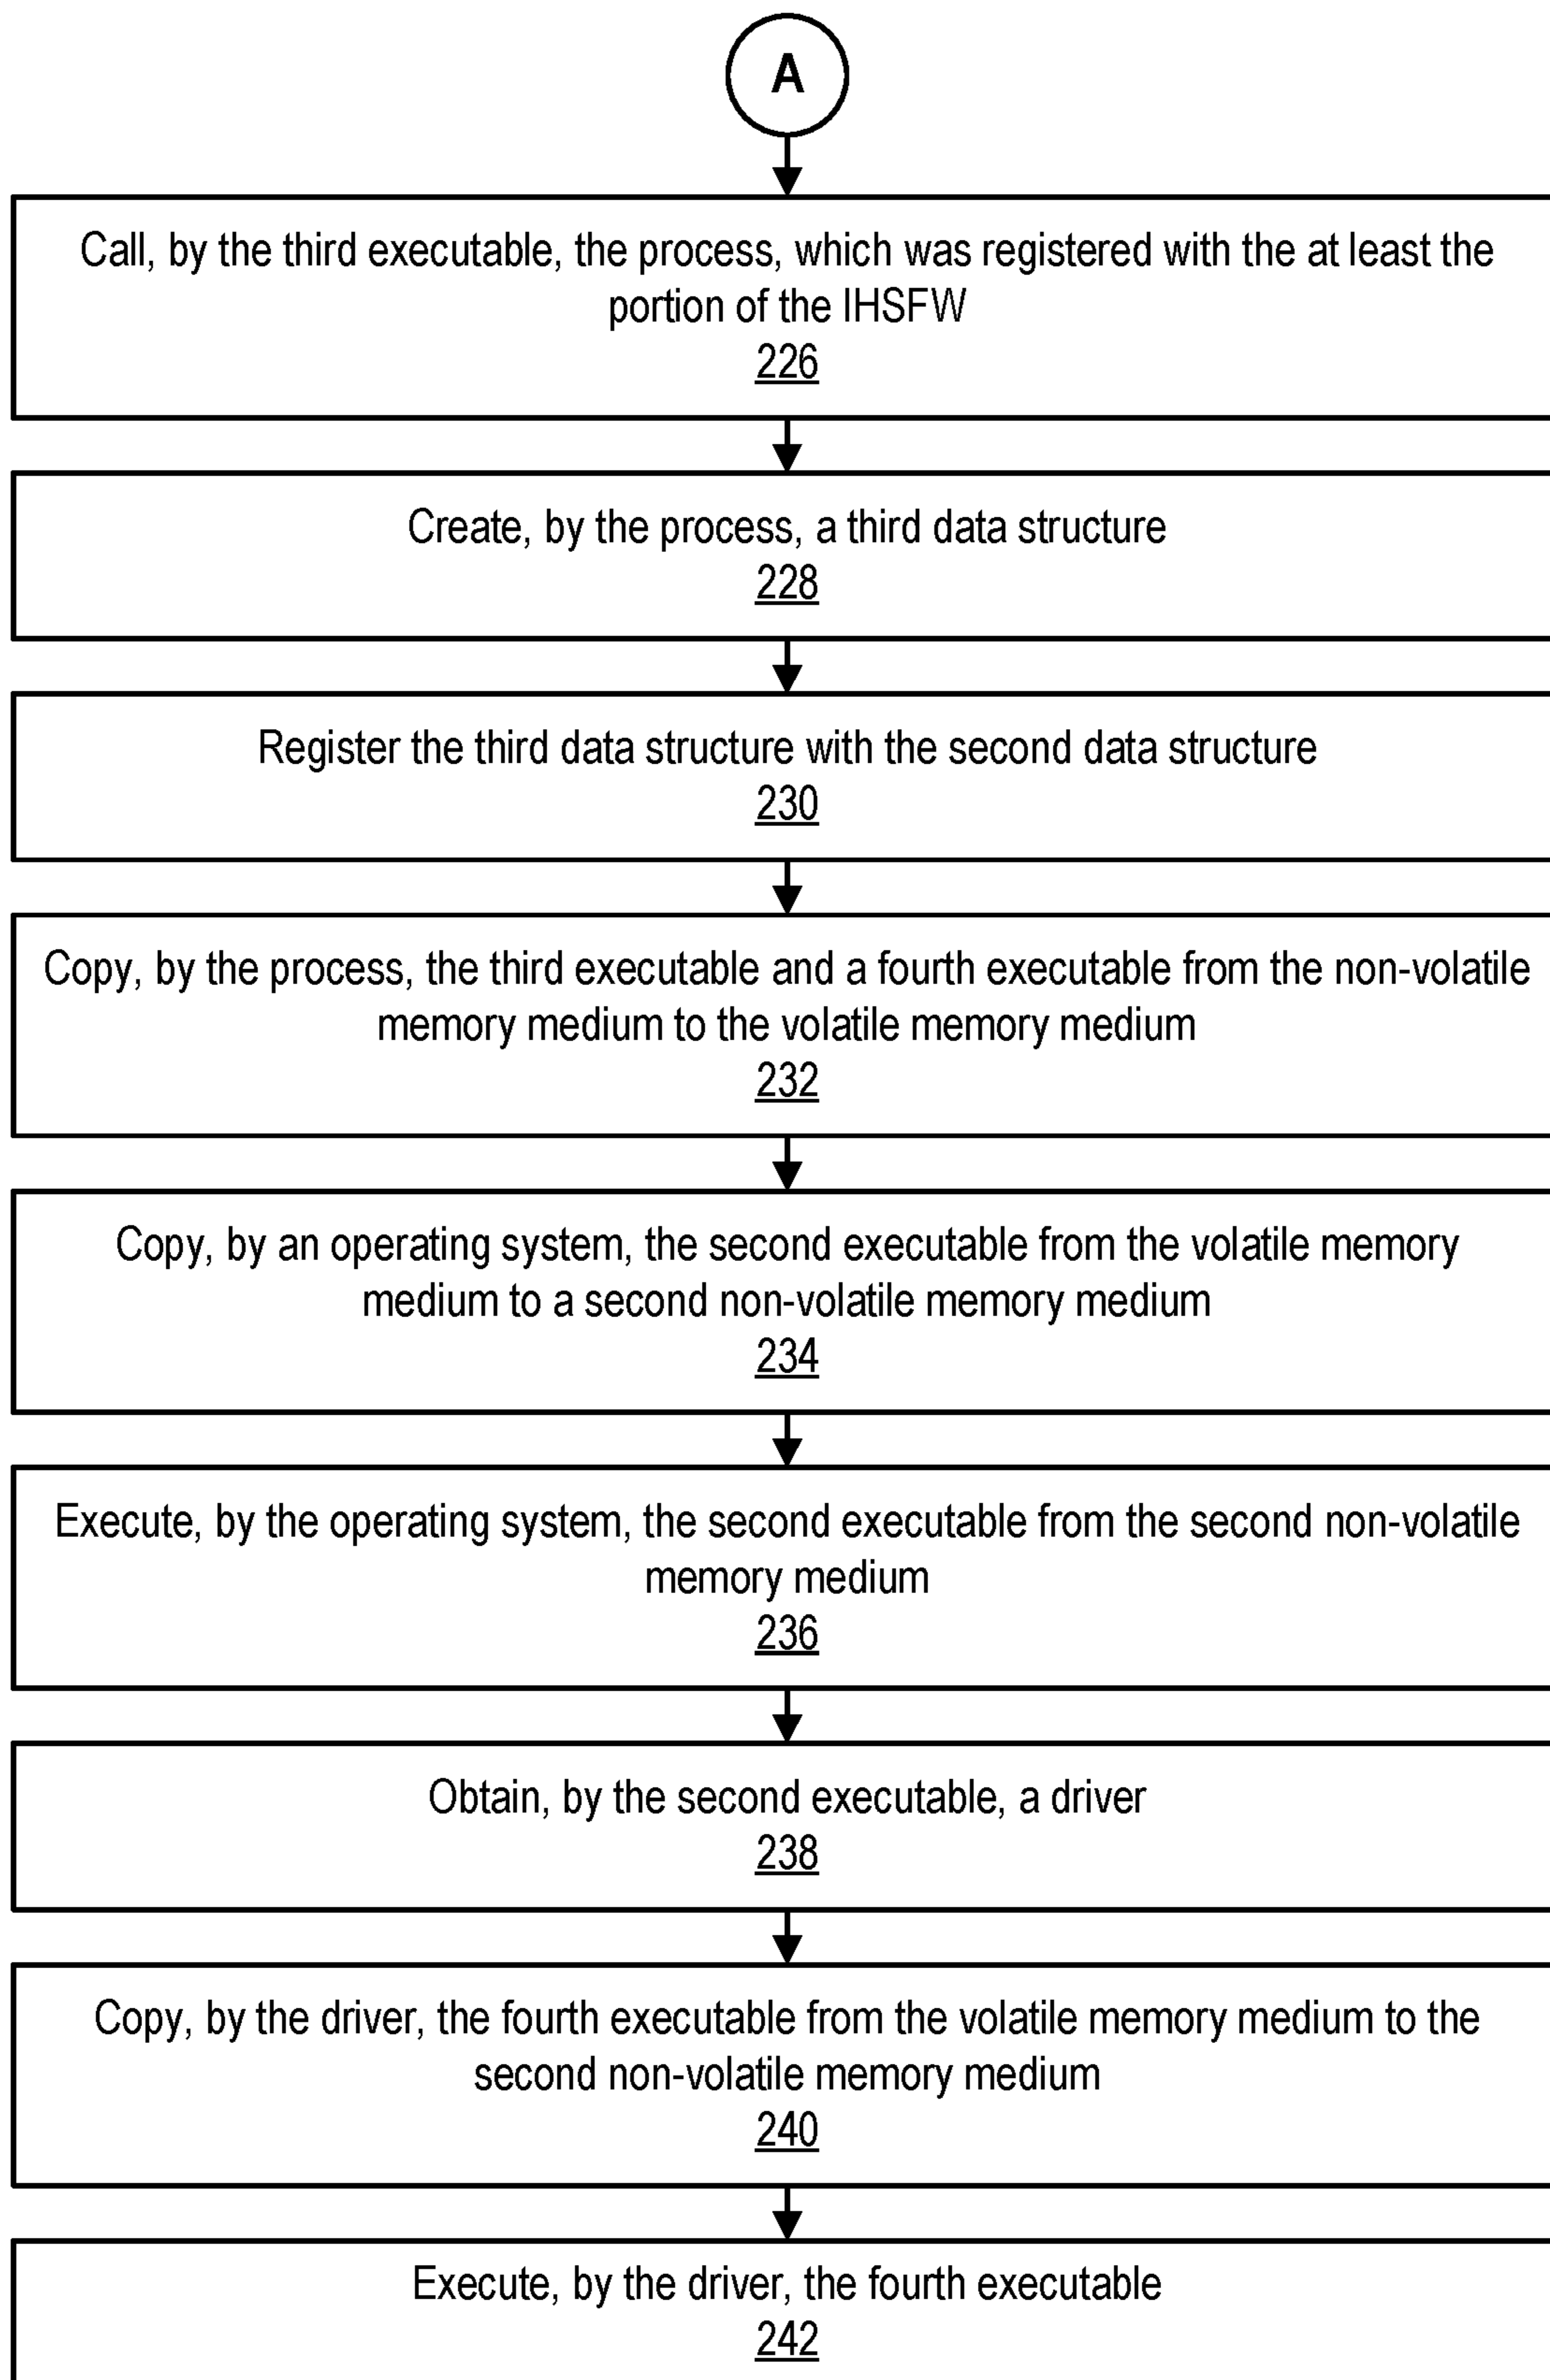 A
Call, by the third executable, the process, which was registered with the at least the
portion of the IHSFW
226
Create, by the process, a third data structure
228
Register the third data structure with the second data structure
230
Copy, by the process, the third executable and a fourth executable from the non-volatile
memory medium to the volatile memory medium
232
Copy, by an operating system, the second executable from the volatile memory
medium to a second non-volatile memory medium
234
Execute, by the operating system, the second executable from the second non-volatile
memory medium
236
Obtain, by the second executable, a driver
238
Copy, by the driver, the fourth executable from the volatile memory medium to the
second non-volatile memory medium
240
Execute, by the driver, the fourth executable
242